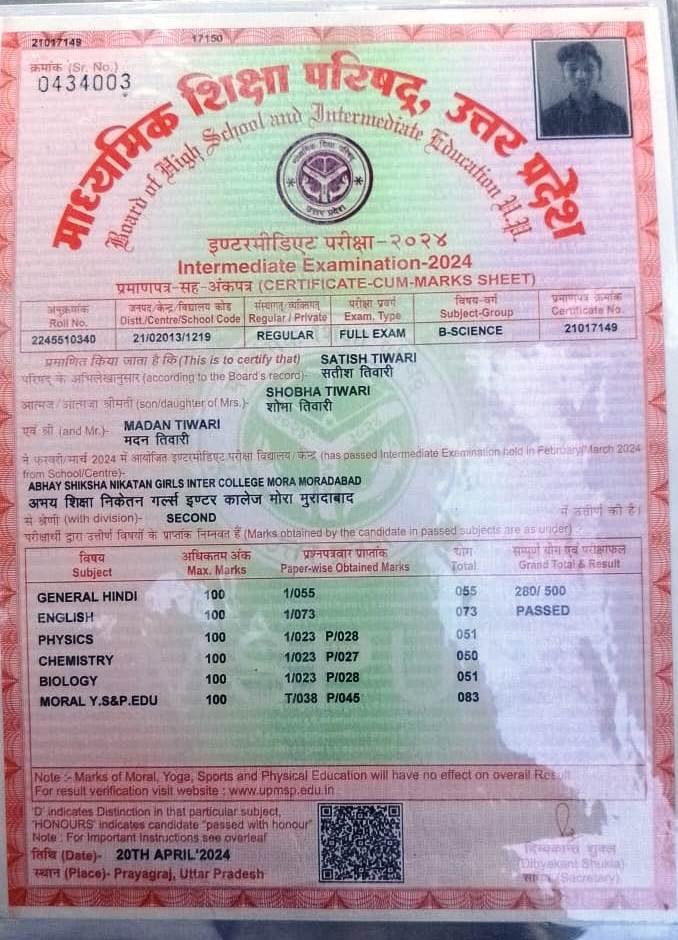 21017149 17150
क्रमांक (Sr. No.)
0434003
माध्यमिक शिक्षा परिषद्, उत्तर प्रदेश
Board of High School and Intermediate Education U.P.
इण्टरमीडिएट परीक्षा-२०२४
Intermediate Examination-2024
प्रमाणपत्र-सह-अंकपत्र (CERTIFICATE-CUM-MARKS SHEET)
अनुक्रमांक जनपद/केन्द्र/विद्यालय कोड संस्थागत/व्यक्तिगत परीक्षा प्रवर्ग विषय-वर्ग प्रमाणपत्र क्रमांक
Roll No. Distt./Centre/School Code Regular / Private Exam. Type Subject-Group Certificate No.
2245510340 21/02013/1219 REGULAR FULL EXAM B-SCIENCE 21017149
प्रमाणित किया जाता है कि (This is to certify that) SATISH TIWARI
परिषद् के अभिलेखानुसार (according to the Board's record)- सतीश तिवारी
SHOBHA TIWARI
आत्मज/आत्मजा श्रीमती (son/daughter of Mrs.)- शोभा तिवारी
एवं श्री (and Mr.)- MADAN TIWARI
मदन तिवारी
ने फरवरी/मार्च 2024 में आयोजित इण्टरमीडिएट परीक्षा विद्यालय/केन्द्र (has passed Intermediate Examination held in February/March 2024
from School/Centre)-
ABHAY SHIKSHA NIKATAN GIRLS INTER COLLEGE MORA MORADABAD
अभय शिक्षा निकेतन गर्ल्स इण्टर कालेज मोरा मुरादाबाद
से श्रेणी (with division)- SECOND में उत्तीर्ण की है।
परीक्षार्थी द्वारा उत्तीर्ण विषयों के प्राप्तांक निम्नवत हैं (Marks obtained by the candidate in passed subjects are as under) :-
विषय अधिकतम अंक प्रश्नपत्रवार प्राप्तांक योग सम्पूर्ण योग एवं परीक्षाफल
Subject Max. Marks Paper-wise Obtained Marks Total Grand Total & Result
GENERAL HINDI 100 1/055 055 280/ 500
ENGLISH 100 1/073 073 PASSED
PHYSICS 100 1/023 P/028 051
CHEMISTRY 100 1/023 P/027 050
BIOLOGY 100 1/023 P/028 051
MORAL Y.S&P.EDU 100 T/038 P/045 083
Note :- Marks of Moral, Yoga, Sports and Physical Education will have no effect on overall Result
For result verification visit website : www.upmsp.edu.in
'D' indicates Distinction in that particular subject,
'HONOURS' indicates candidate "passed with honour"
Note : For Important Instructions see overleaf
तिथि (Date)- 20TH APRIL'2024
स्थान (Place)- Prayagraj, Uttar Pradesh
दिव्यकान्त शुक्ल
(Dibyakant Shukla)
(Secretary)